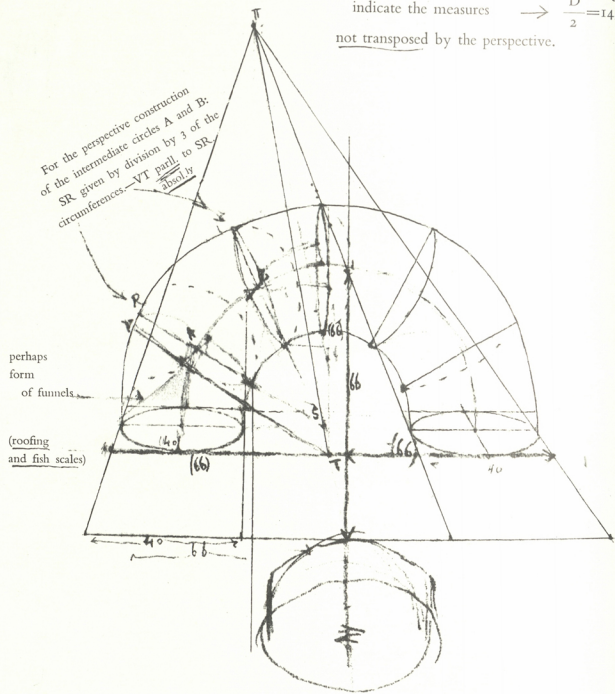 indicate the measures → D/2=14
not transposed by the perspective.
π
For the perspective construction
of the intermediate circles A and B:
SR given by division by 3 of the
circumferences.—VT parll. to SR.
absol.ly
R
B
A
(66)
66
perhaps
form
of funnels
S
(roofing
and fish scales)
(40)
(66)
T
(66)
40
40
66